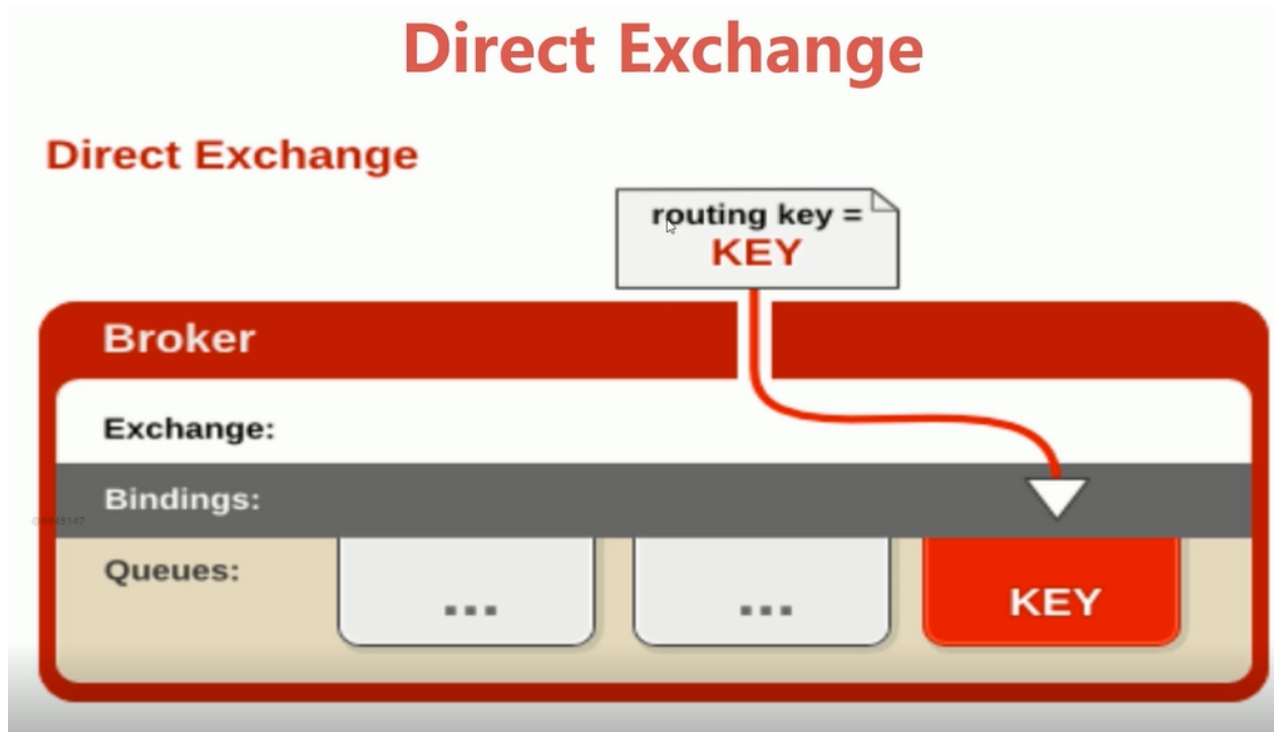 Direct Exchange
Direct Exchange
routing key =
KEY
Broker
Exchange:
Bindings:
Queues:
...
...
KEY